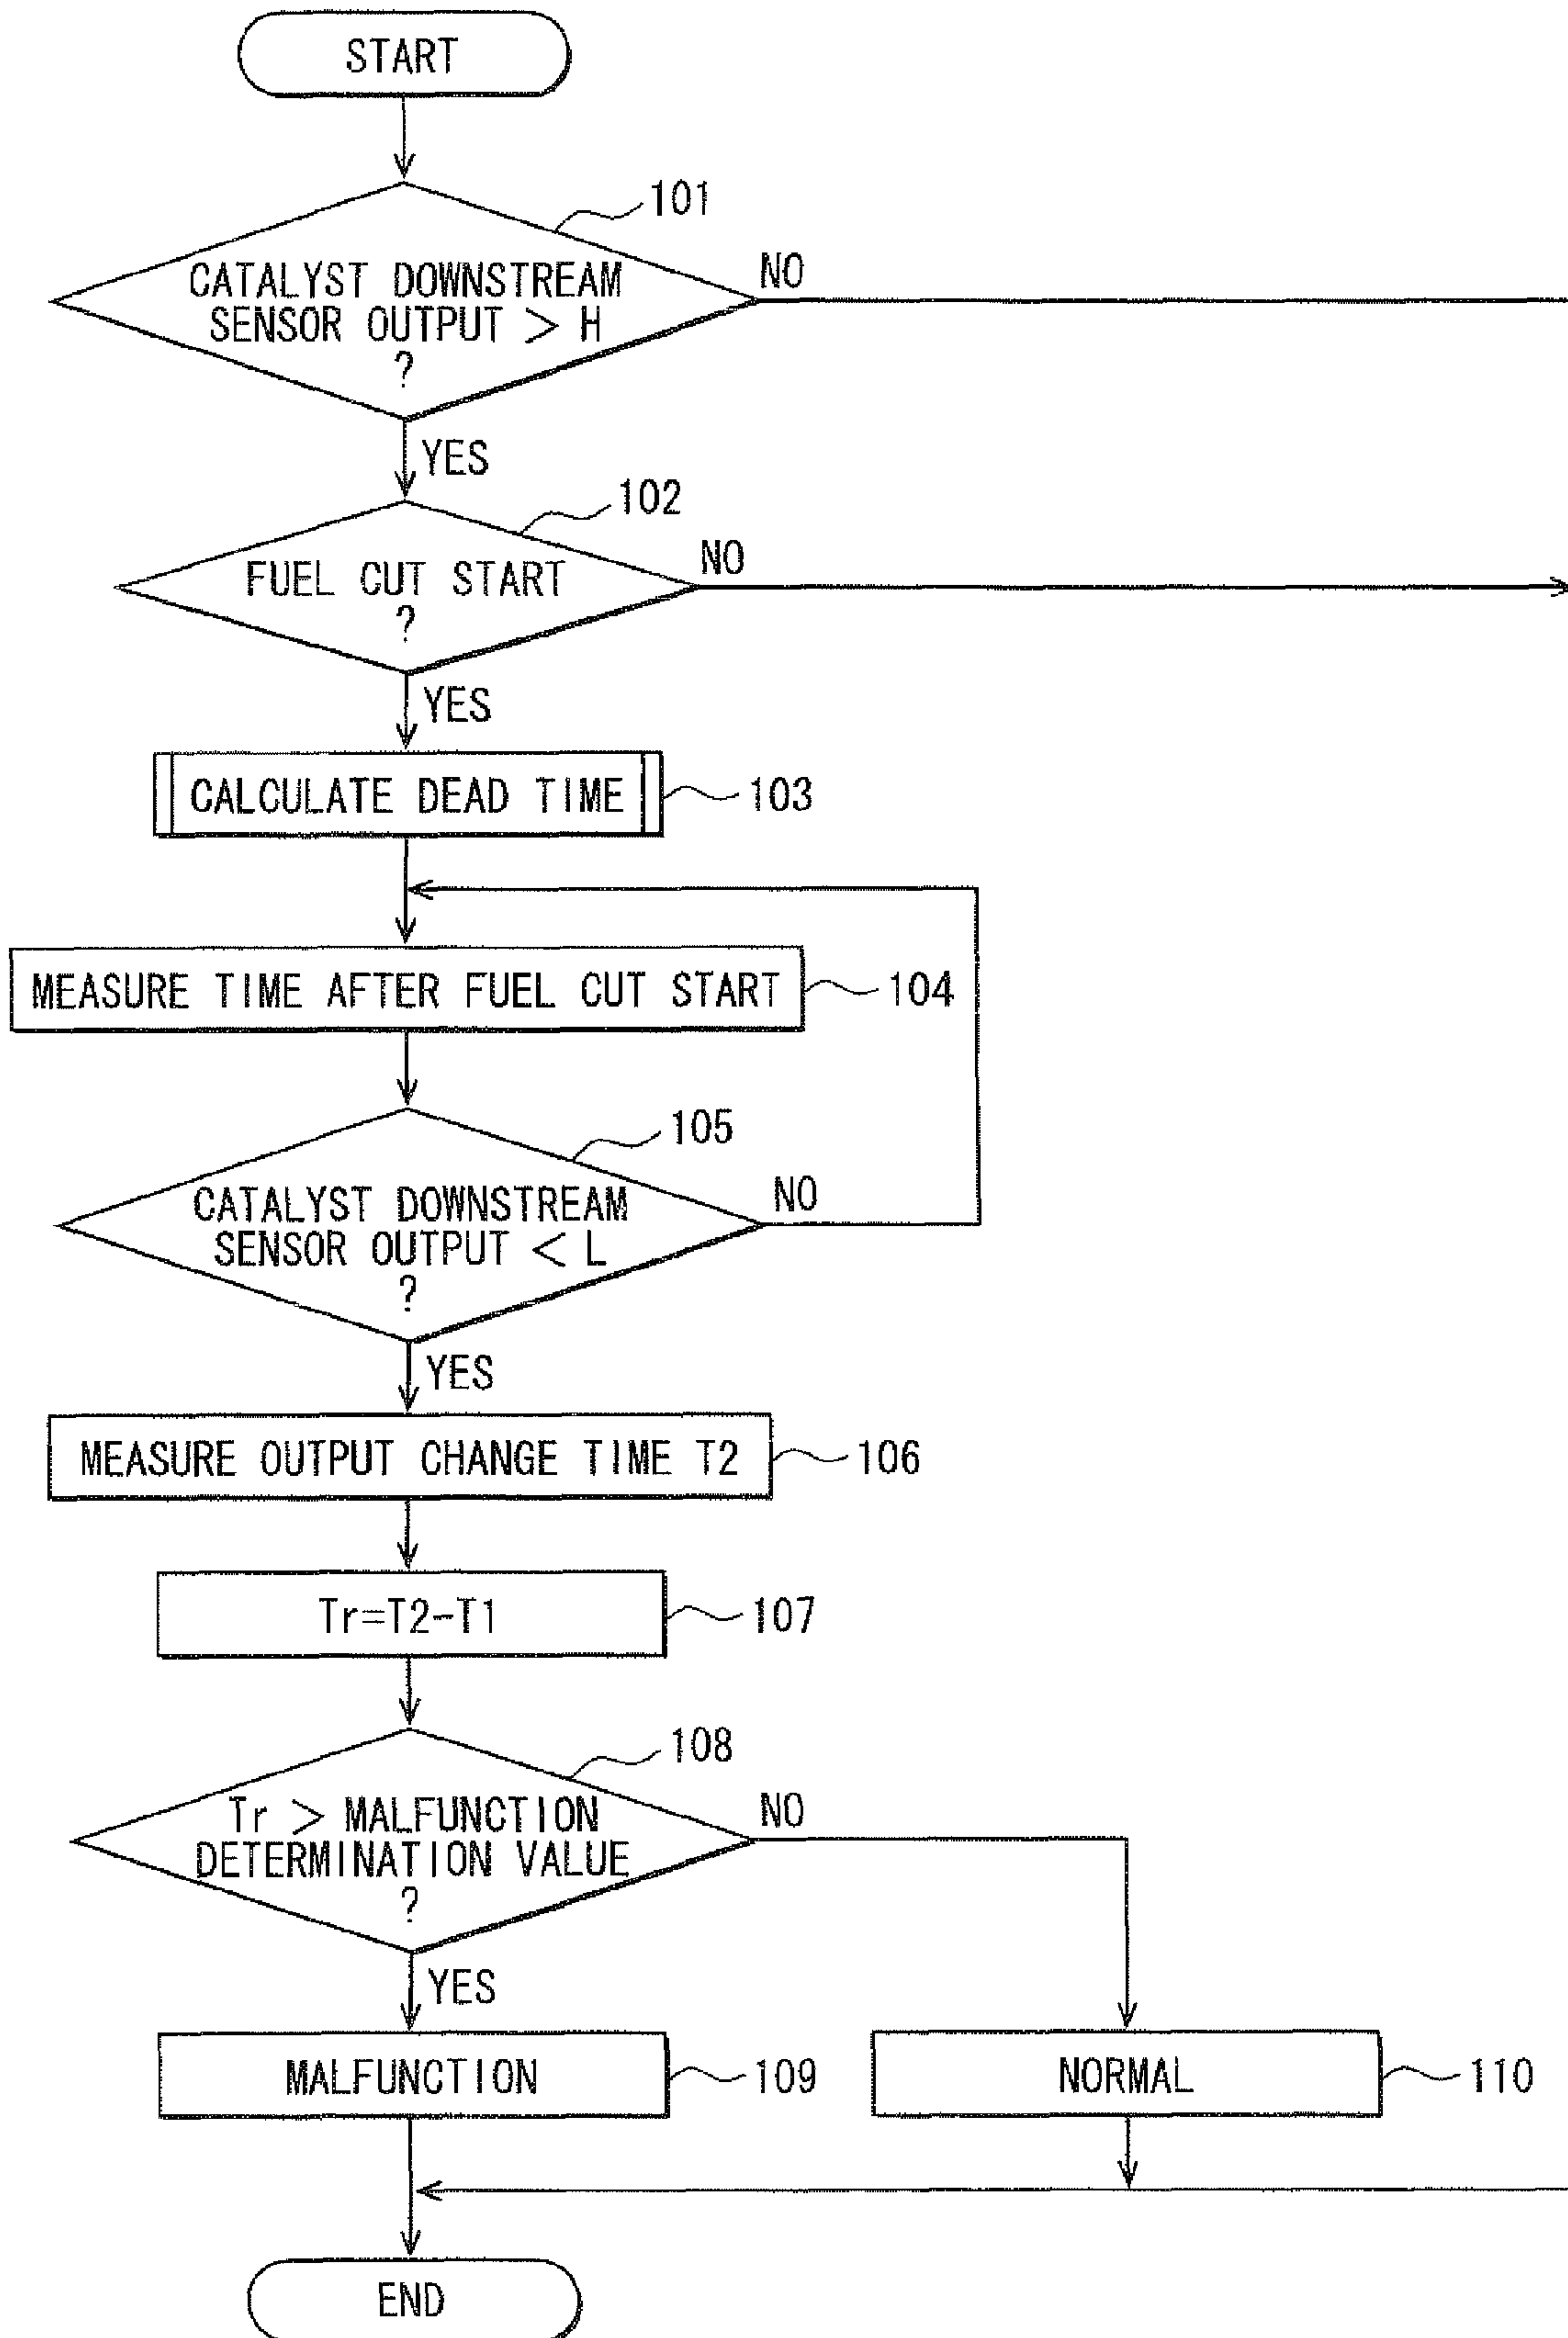 START
101
CATALYST DOWNSTREAM
SENSOR OUTPUT > H
?
NO
YES
102
FUEL CUT START
?
NO
YES
CALCULATE DEAD TIME
103
MEASURE TIME AFTER FUEL CUT START
104
105
CATALYST DOWNSTREAM
SENSOR OUTPUT < L
?
NO
YES
MEASURE OUTPUT CHANGE TIME T2
106
Tr=T2-T1
107
108
Tr > MALFUNCTION
DETERMINATION VALUE
?
NO
YES
MALFUNCTION
109
NORMAL
110
END